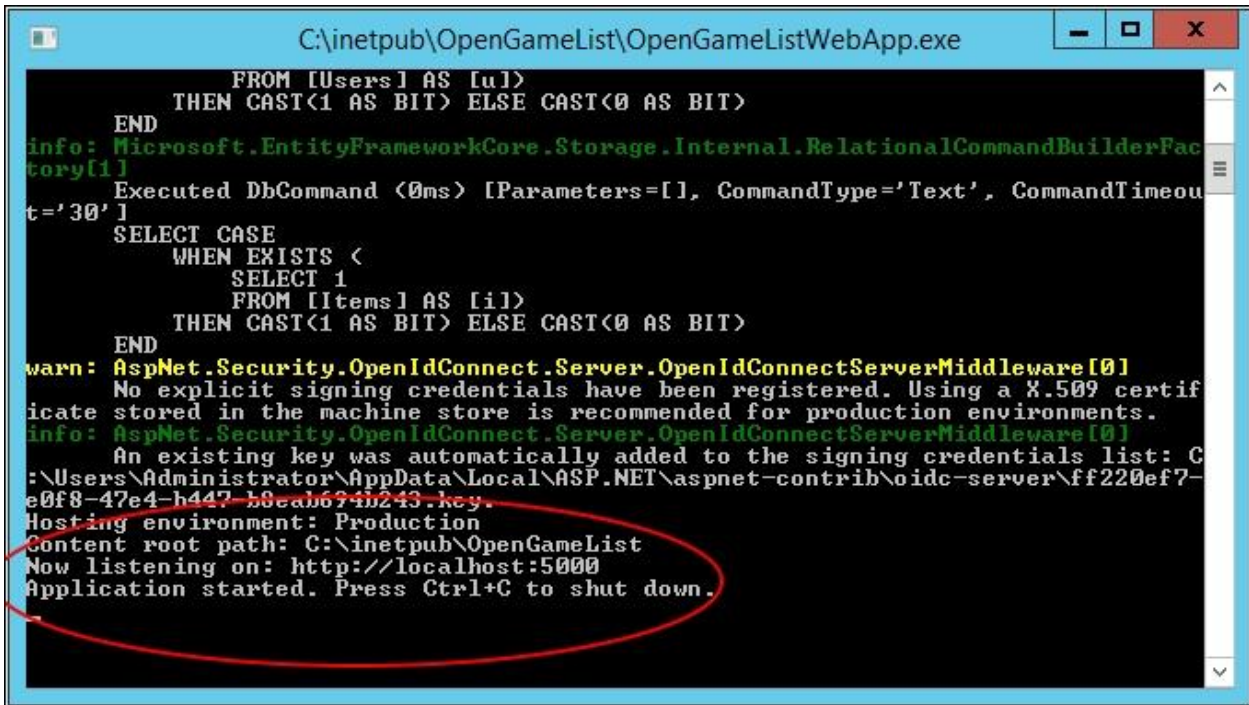 C:\inetpub\OpenGameList\OpenGameListWebApp.exe
FROM [Users] AS [u])
THEN CAST(1 AS BIT) ELSE CAST(0 AS BIT)
END
info: Microsoft.EntityFrameworkCore.Storage.Internal.RelationalCommandBuilderFac
tory[1]
Executed DbCommand (0ms) [Parameters=[], CommandType='Text', CommandTimeou
t='30']
SELECT CASE
WHEN EXISTS (
SELECT 1
FROM [Items] AS [i])
THEN CAST(1 AS BIT) ELSE CAST(0 AS BIT)
END
warn: AspNet.Security.OpenIdConnect.Server.OpenIdConnectServerMiddleware[0]
No explicit signing credentials have been registered. Using a X.509 certif
icate stored in the machine store is recommended for production environments.
info: AspNet.Security.OpenIdConnect.Server.OpenIdConnectServerMiddleware[0]
An existing key was automatically added to the signing credentials list: C
:\Users\Administrator\AppData\Local\ASP.NET\aspnet-contrib\oidc-server\ff220ef7-
e0f8-47e4-b447-b8eab694b243.key.
Hosting environment: Production
Content root path: C:\inetpub\OpenGameList
Now listening on: http://localhost:5000
Application started. Press Ctrl+C to shut down.